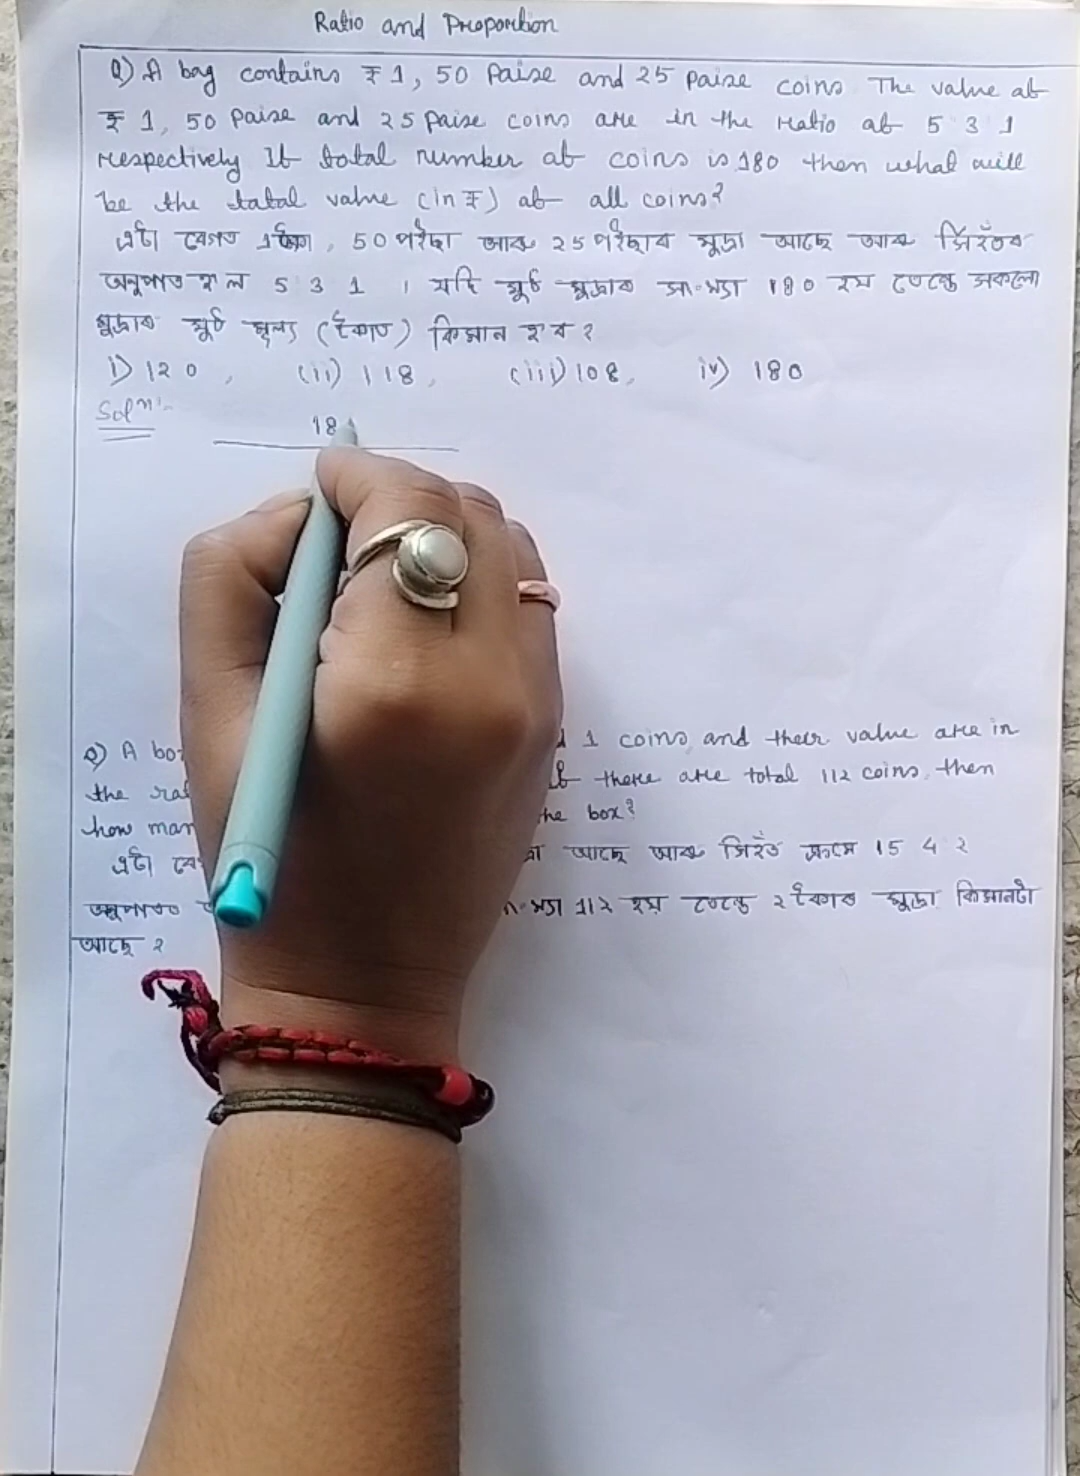 Ratio and Proportion
Q) A bag contains ₹ 1, 50 Paise and 25 paise coins The value of
₹ 1, 50 Paise and 25 Paise coins are in the ratio of 5 3 1
respectively If total number of coins is 180 then what will
be the total value (in ₹) of all coins?
এটা বেগত 1 টকা, 50 পইচা আৰু 25 পইচাৰ মুদ্ৰা আছে আৰু সিহঁতৰ
অনুপাত হ'ল 5 3 1 । যদি মুঠ মুদ্ৰাৰ সংখ্যা 180 হয় তেন্তে সকলো
মুদ্ৰাৰ মুঠ মূল্য (টকাত) কিমান হ'ব ?
i) 120, (ii) 118, (iii) 108, iv) 180
Solⁿ:-
18
Q) A bo 1 coins and their value are in
the ra if there are total 112 coins, then
how man the box?
এটা আছে আৰু সিহঁত ক্ৰমে 15 4 2
অনুপাতত 112 হয় তেন্তে 2 টকাৰ মুদ্ৰা কিমানটা
আছে ?